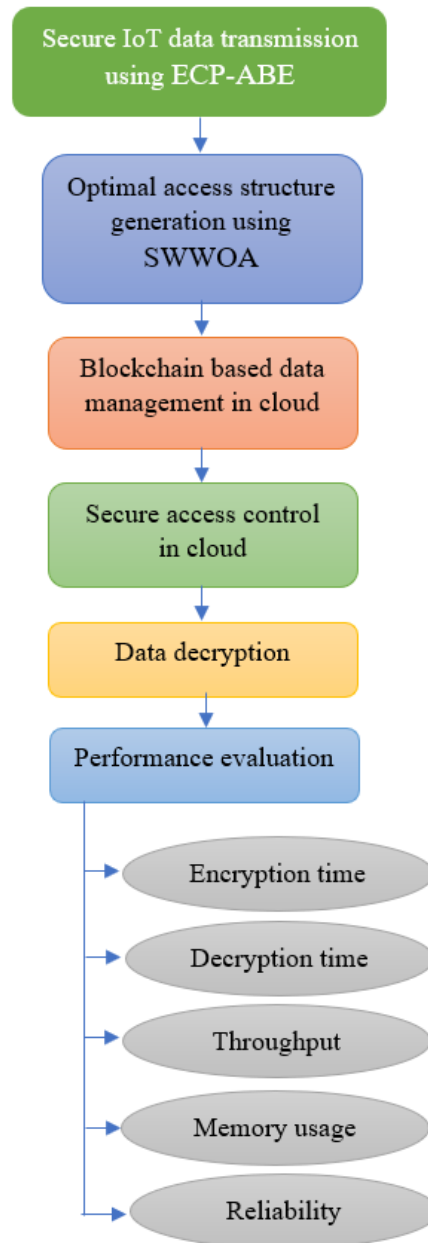 Secure IoT data transmission
using ECP-ABE
Optimal access structure
generation using
SWWOA
Blockchain based data
management in cloud
Secure access control
in cloud
Data decryption
Performance evaluation
Encryption time
Decryption time
Throughput
Memory usage
Reliability